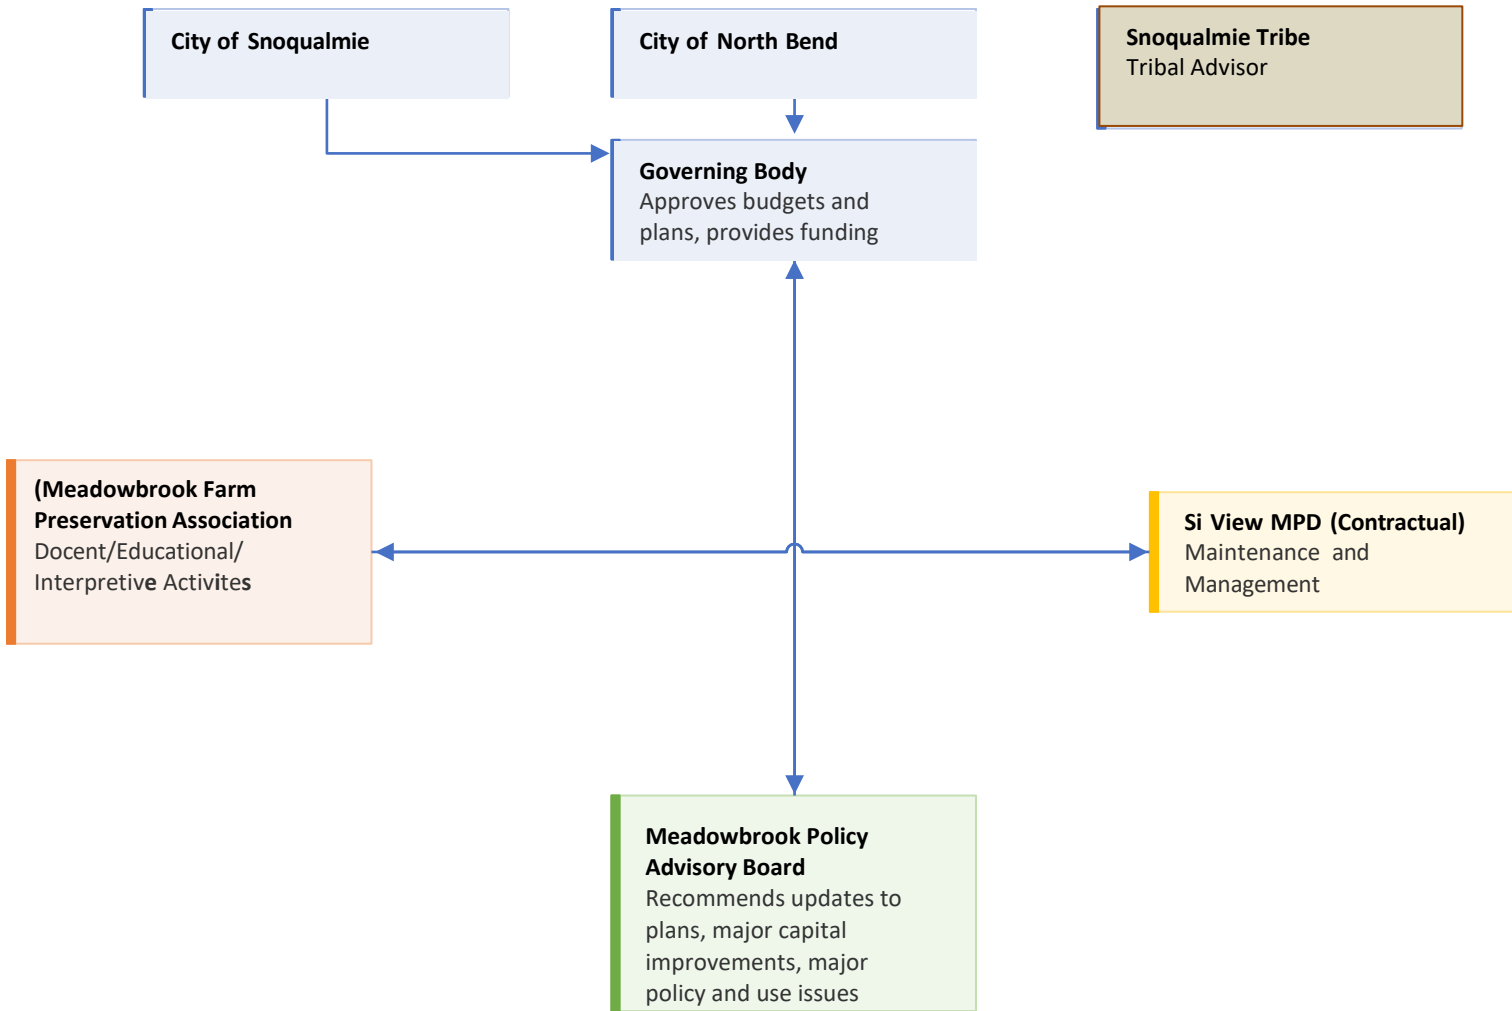 City of Snoqualmie
City of North Bend
Snoqualmie Tribe
Tribal Advisor
Governing Body
Approves budgets and
plans, provides funding
(Meadowbrook Farm
Preservation Association
Docent/Educational/
Interpretive Activites
Si View MPD (Contractual)
Maintenance and
Management
Meadowbrook Policy
Advisory Board
Recommends updates to
plans, major capital
improvements, major
policy and use issues